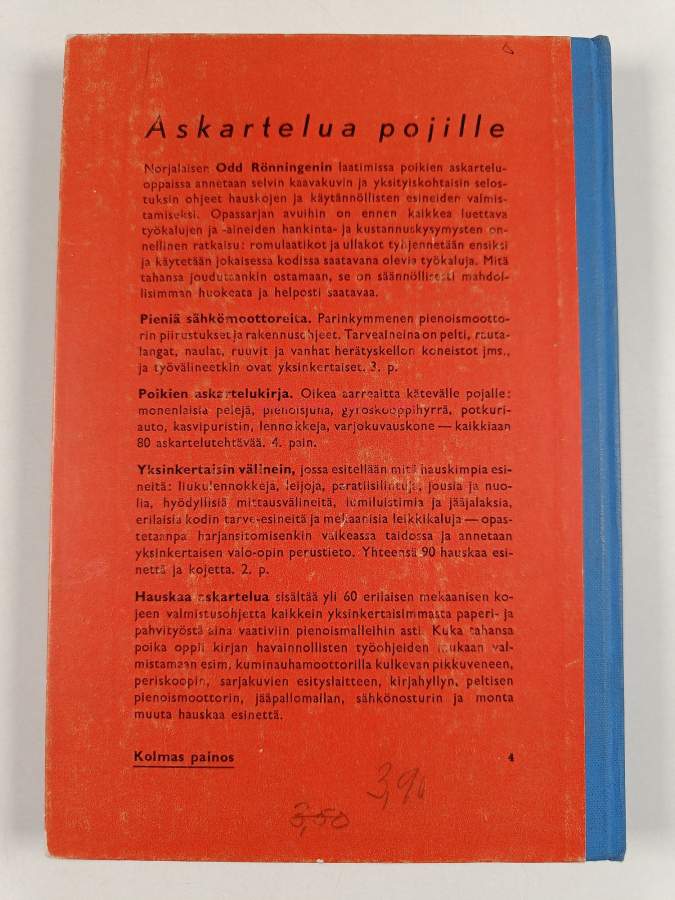 Askartelua pojille
Norjalaisen Odd Rönningenin laatimissa poikien askartelu-
oppaissa annetaan selvin kaavakuvin ja yksityiskohtaisin selos-
tuksin ohjeet hauskojen ja käytännöllisten esineiden valmis-
tamiseksi. Opassarjan avuihin on ennen kaikkea luettava
työkalujen ja -aineiden hankinta- ja kustannuskysymysten on-
nellinen ratkaisu: romulaatikot ja ullakot tyhjennetään ensiksi
ja käytetään jokaisessa kodissa saatavana olevia työkaluja. Mitä
tahansa joudutaankin ostamaan, se on säännöllisesti mahdol-
lisimman huokeata ja helposti saatavaa.
Pieniä sähkömoottoreita. Parinkymmenen pienoismootto-
rin piirustukset ja rakennusohjeet. Tarveaineina on pelti, rauta-
langat, naulat, ruuvit ja vanhat herätyskellon koneistot jms.,
ja työvälineetkin ovat yksinkertaiset. 3. p.
Poikien askartelukirja. Oikea aarreaitta kätevälle pojalle:
monenlaisia pelejä, pienoisjuna, gyroskooppihyrrä, potkuri-
auto, kasvipuristin, lennokkeja, varjokuvauskone — kaikkiaan
80 askartelutehtävää. 4. pain.
Yksinkertaisin välinein, jossa esitellään mitä hauskimpia esi-
neitä: liukulennokkeja, leijoja, paratiisilintuja, jousia ja nuo-
lia, hyödyllisiä mittausvälineitä, lumiluistimia ja jääjalaksia,
erilaisia kodin tarve-esineitä ja mekaanisia leikkikaluja — opas-
tetaanpa harjansitomisenkin vaikeassa taidossa ja annetaan
yksinkertaisen valo-opin perustieto. Yhteensä 90 hauskaa esi-
nettä ja kojetta. 2. p.
Hauskaa askartelua sisältää yli 60 erilaisen mekaanisen ko-
jeen valmistusohjetta kaikkein yksinkertaisimmasta paperi- ja
pahvityöstä aina vaativiin pienoismalleihin asti. Kuka tahansa
poika oppii kirjan havainnollisten työohjeiden mukaan val-
mistamaan esim. kuminauhamoottorilla kulkevan pikkuveneen,
periskoopin, sarjakuvien esityslaitteen, kirjahyllyn, peltisen
pienoismoottorin, jääpallomailan, sähkönosturin ja monta
muuta hauskaa esinettä.
Kolmas painos 4
3,90
3,50